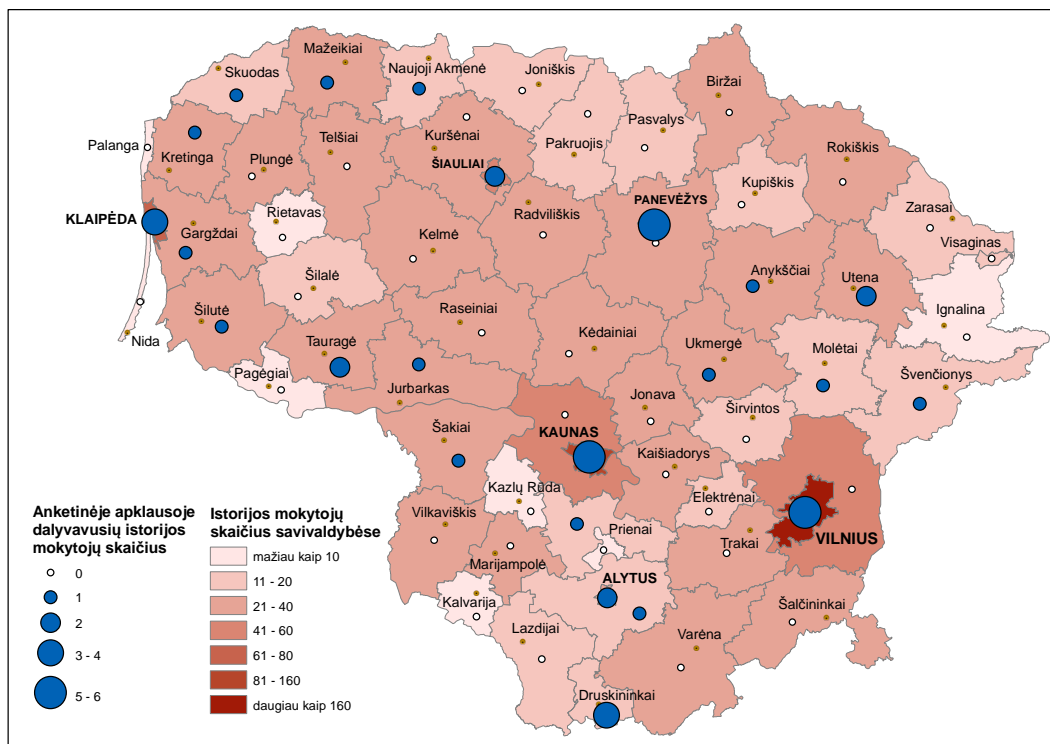 Mažeikiai
Skuodas
Naujoji Akmenė
Joniškis
Biržai
Pasvalys
Telšiai
Kuršėnai
Pakruojis
Palanga
Kretinga
Plungė
ŠIAULIAI
Rokiškis
Kupiškis
Rietavas
Radviliškis
PANEVĖŽYS
Zarasai
KLAIPĖDA
Gargždai
Kelmė
Visaginas
Šilalė
Anykščiai
Utena
Šilutė
Raseiniai
Ignalina
Nida
Tauragė
Kėdainiai
Ukmergė
Molėtai
Pagėgiai
Švenčionys
Jurbarkas
Jonava
Širvintos
Šakiai
KAUNAS
Kaišiadorys
Kazlų Rūda
Elektrėnai
Vilkaviškis
Prienai
Trakai
VILNIUS
Marijampolė
ALYTUS
Kalvarija
Šalčininkai
Lazdijai
Varėna
Druskininkai
Anketinėje apklausoje
dalyvavusių istorijos
mokytojų skaičius
0
1
2
3 - 4
5 - 6
Istorijos mokytojų
skaičius savivaldybėse
mažiau kaip 10
11 - 20
21 - 40
41 - 60
61 - 80
81 - 160
daugiau kaip 160